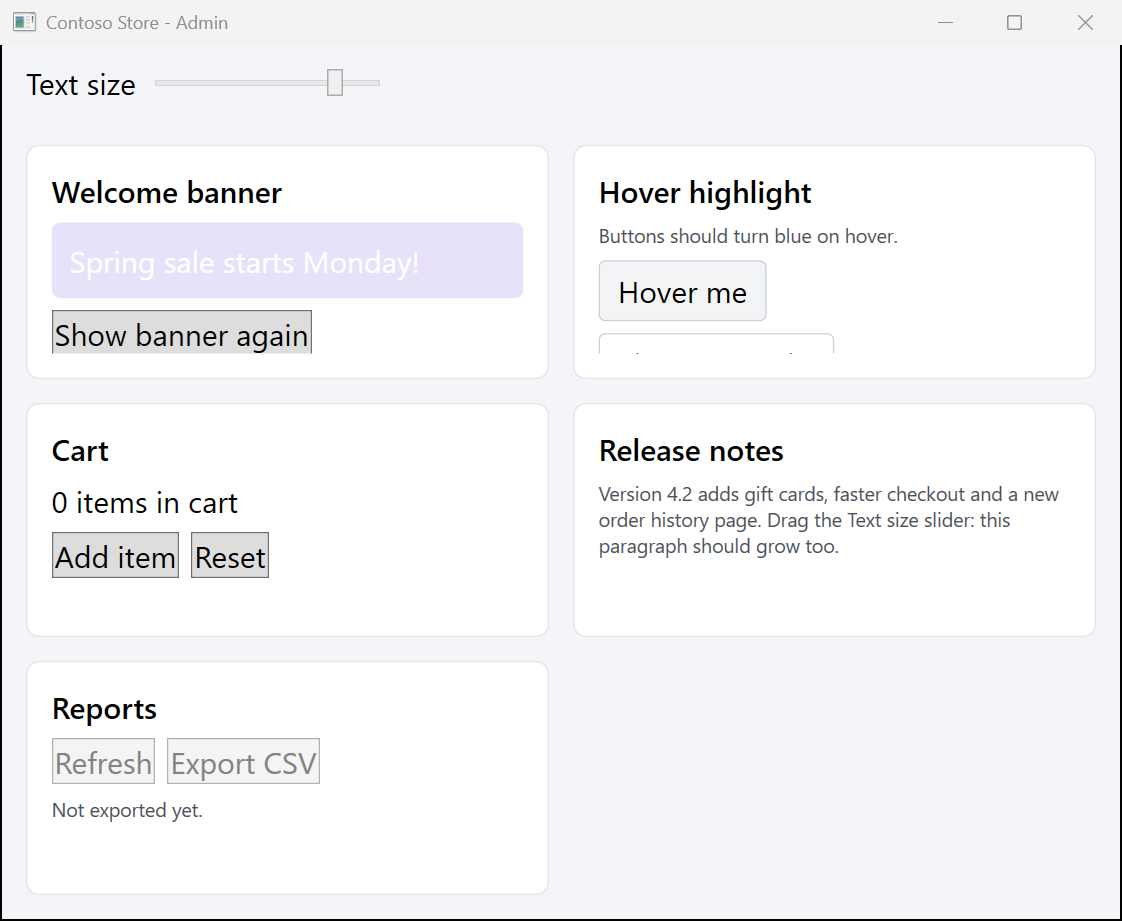 Contoso Store - Admin
Text size
Welcome banner
Spring sale starts Monday!
Show banner again
Hover highlight
Buttons should turn blue on hover.
Hover me
Cart
0 items in cart
Add item Reset
Release notes
Version 4.2 adds gift cards, faster checkout and a new
order history page. Drag the Text size slider: this
paragraph should grow too.
Reports
Refresh Export CSV
Not exported yet.